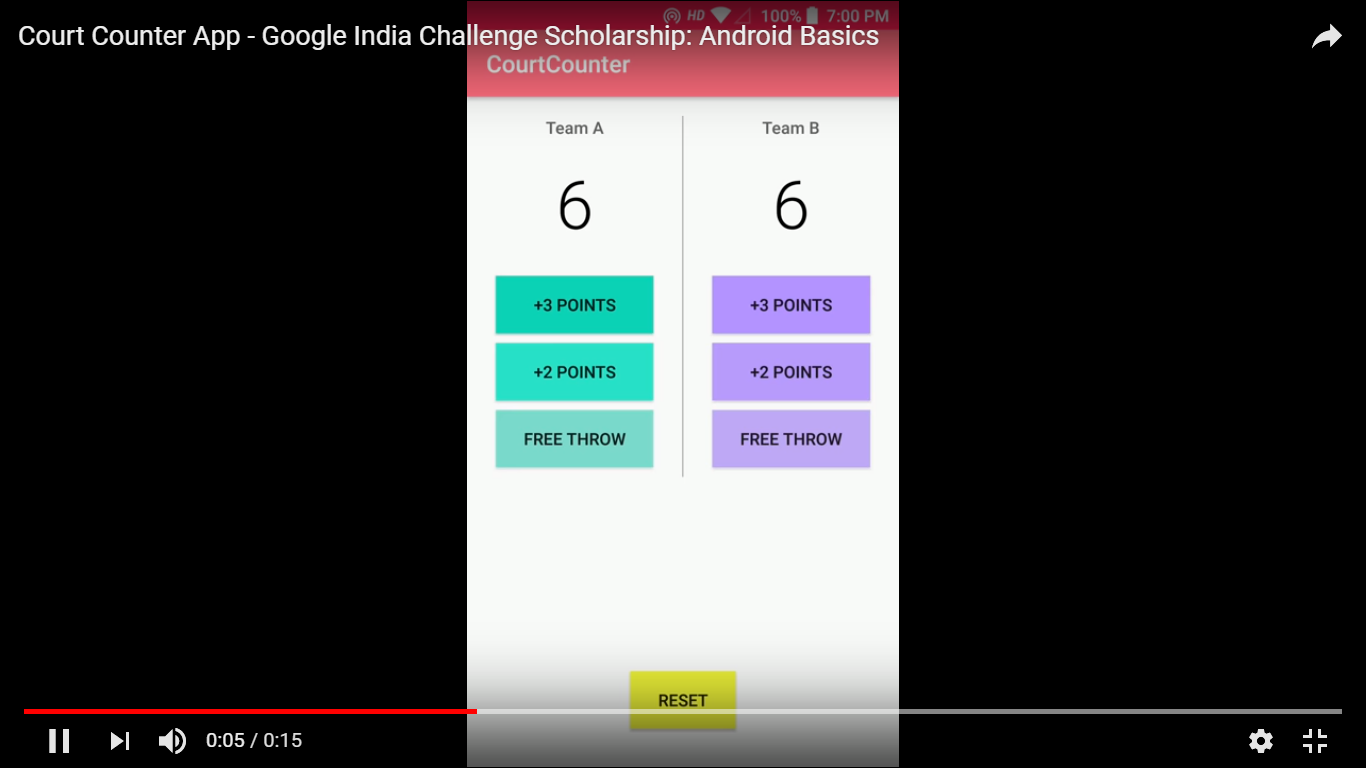 HD 100% 7:00 PM
Court Counter App - Google India Challenge Scholarship: Android Basics
CourtCounter
Team A Team B
6 6
+3 POINTS +3 POINTS
+2 POINTS +2 POINTS
FREE THROW FREE THROW
RESET
0:05 / 0:15